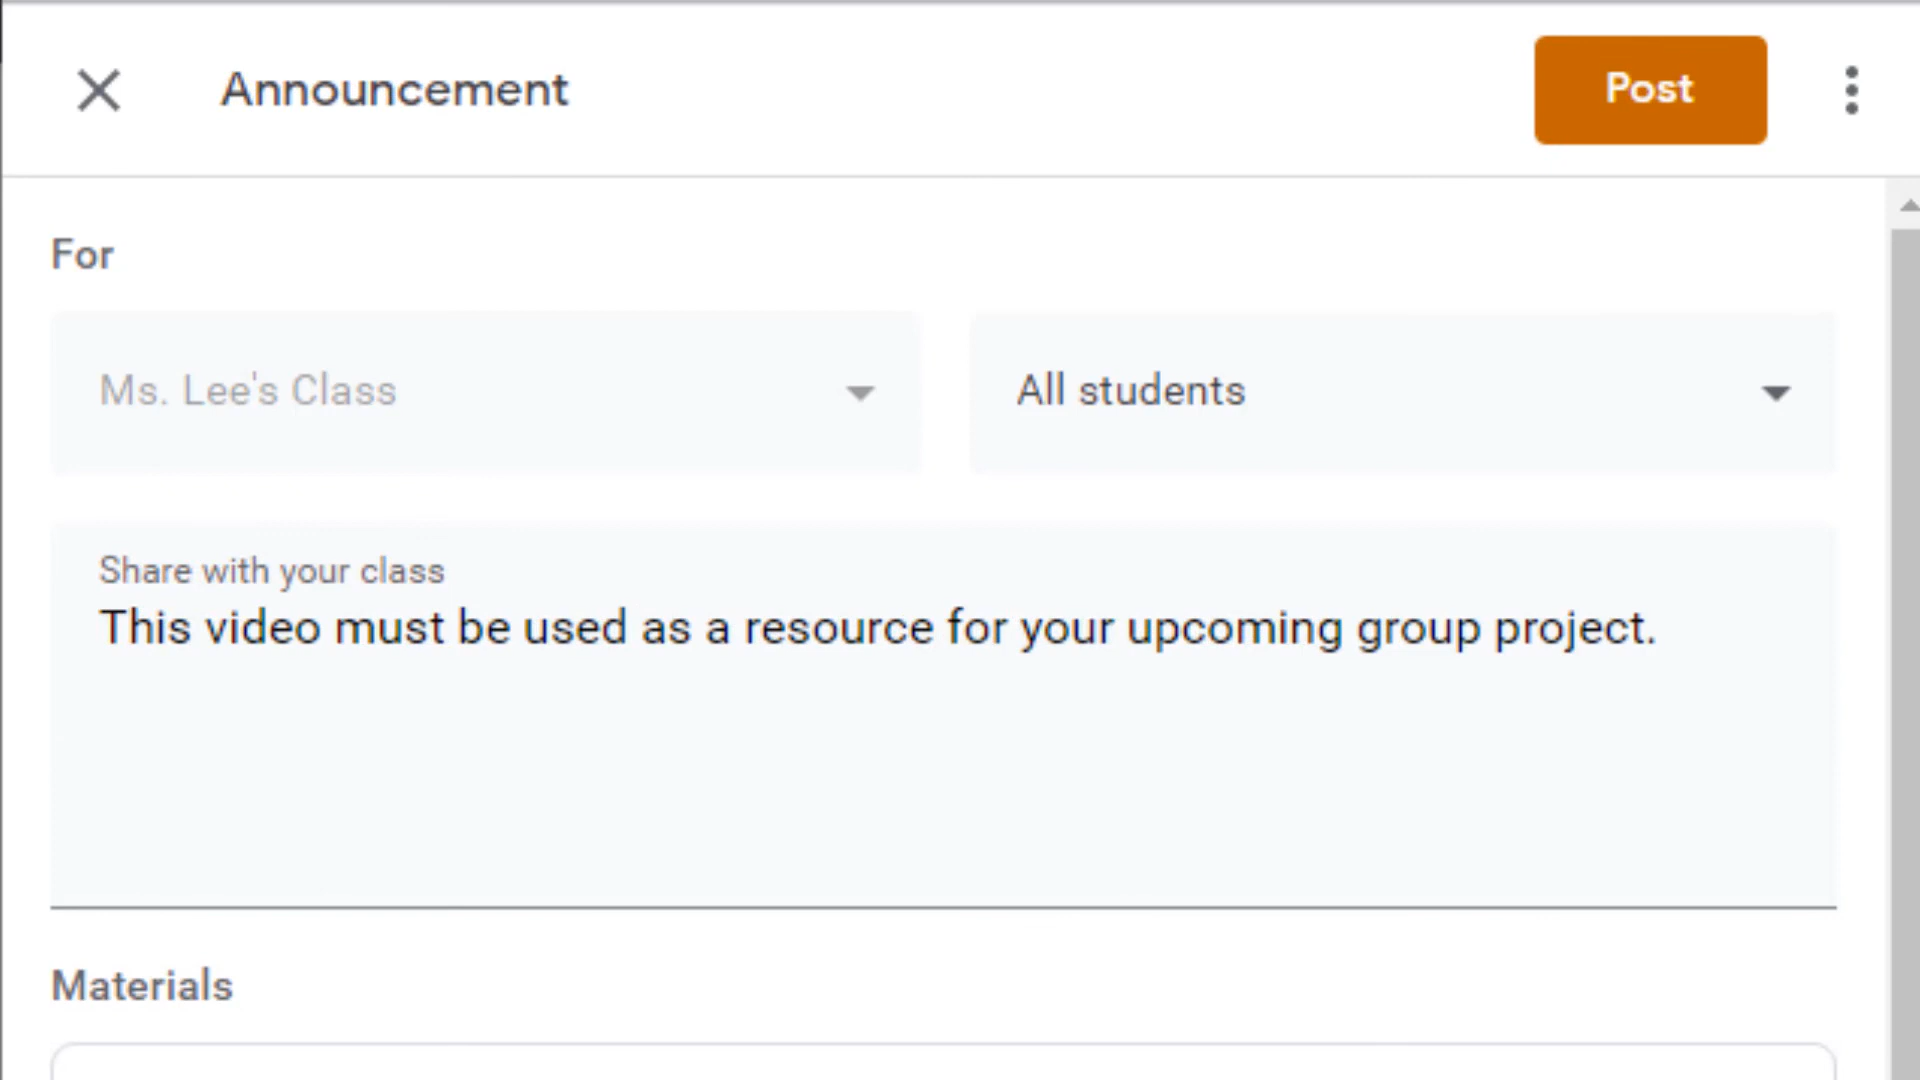 Announcement
Post
For
Ms. Lee's Class
All students
Share with your class
This video must be used as a resource for your upcoming group project.
Materials